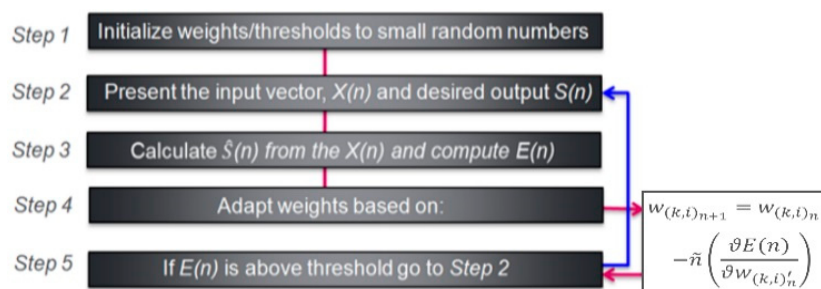 Step 1 Initialize weights/thresholds to small random numbers
Step 2 Present the input vector, X(n) and desired output S(n)
Step 3 Calculate Ŝ(n) from the X(n) and compute E(n)
Step 4 Adapt weights based on:
w(k,i)n+1 = w(k,i)n
−ñ (ϑE(n) / ϑw(k,i)′n)
Step 5 If E(n) is above threshold go to Step 2